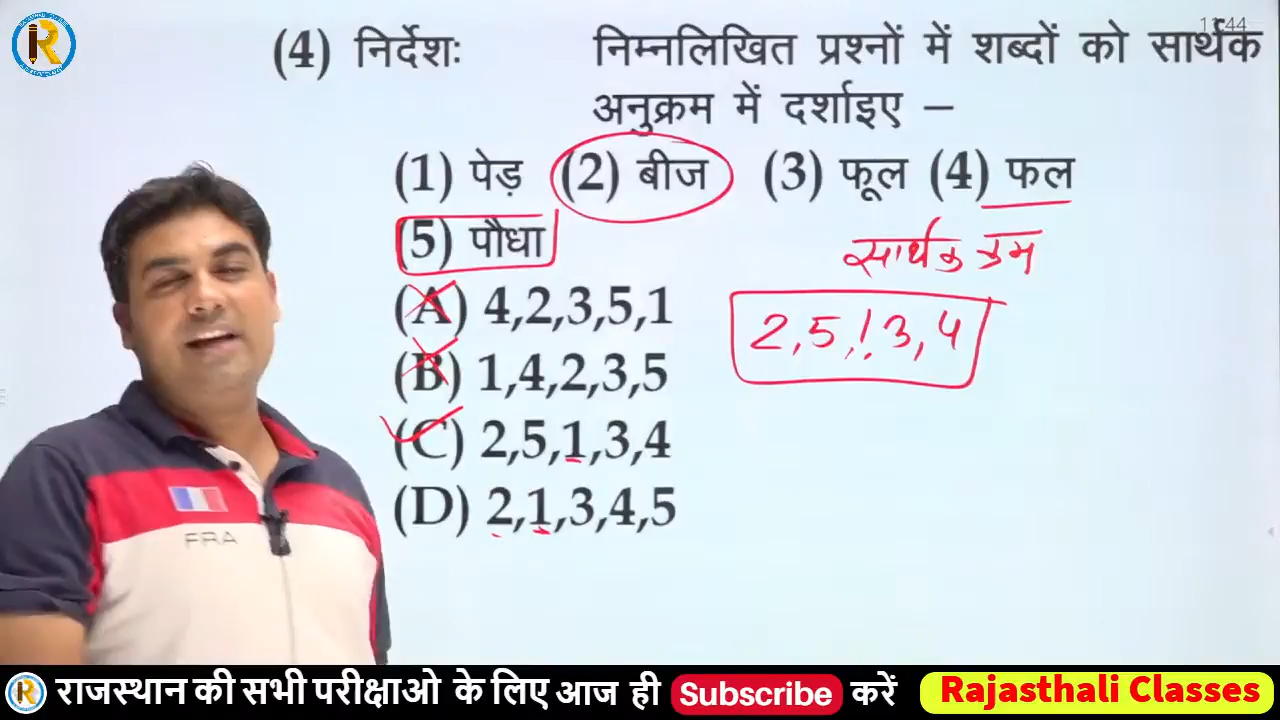 11:44
(4) निर्देशः निम्नलिखित प्रश्नों में शब्दों को सार्थक
अनुक्रम में दर्शाइए –
(1) पेड़ (2) बीज (3) फूल (4) फल
(5) पौधा
सार्थक क्रम
(A) 4,2,3,5,1
2,5,1,3,4
(B) 1,4,2,3,5
(C) 2,5,1,3,4
(D) 2,1,3,4,5
FRA
राजस्थान की सभी परीक्षाओ के लिए आज ही Subscribe करें Rajasthali Classes